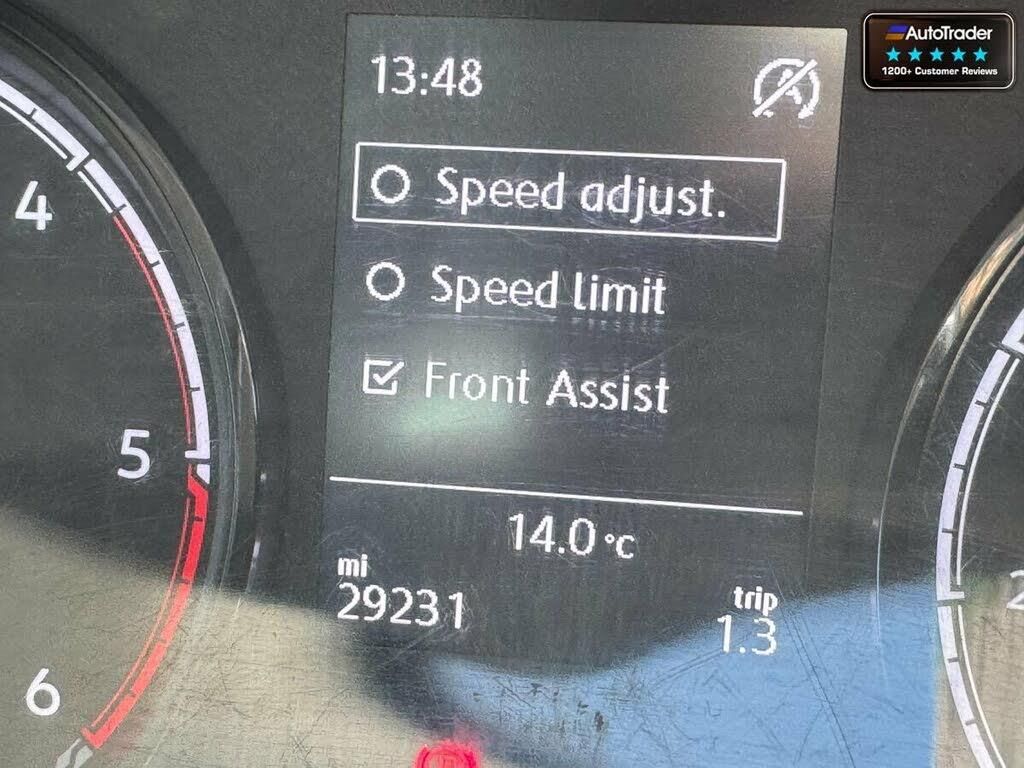 AutoTrader
1200+ Customer Reviews
13:48
Speed adjust.
Speed limit
Front Assist
14.0 °C
mi
29231
trip
1.3
4
5
6
2